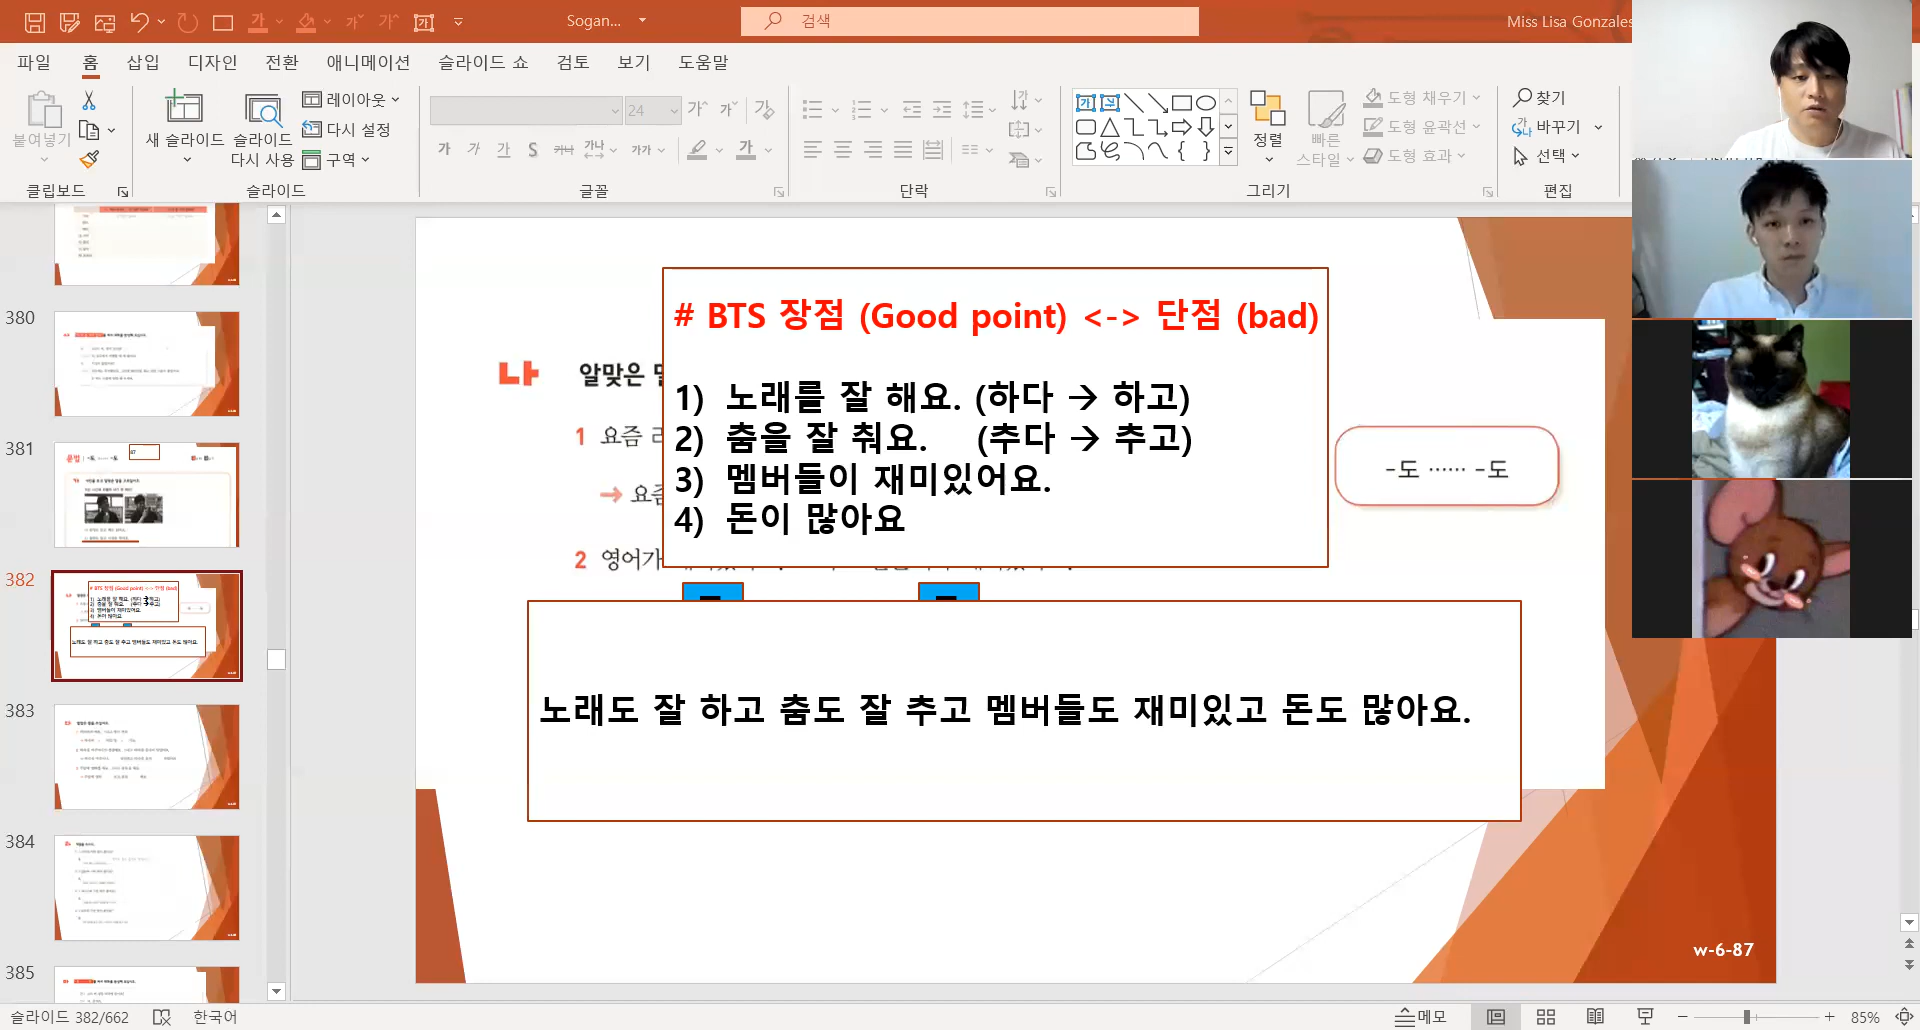 Sogan...
검색
Miss Lisa Gonzales
파일 홈 삽입 디자인 전환 애니메이션 슬라이드 쇼 검토 보기 도움말
붙여넣기
클립보드
새 슬라이드
슬라이드 다시 사용
레이아웃
다시 설정
구역
슬라이드
24
글꼴
단락
정렬
빠른 스타일
도형 채우기
도형 윤곽선
도형 효과
그리기
찾기
바꾸기
선택
편집
380
381
382
383
384
385
# BTS 장점 (Good point) <-> 단점 (bad)
1) 노래를 잘 해요. (하다 → 하고)
2) 춤을 잘 춰요. (추다 → 추고)
3) 멤버들이 재미있어요.
4) 돈이 많아요
나 알맞은
1 요즘
→ 요즘
2 영어가
-도 ······ -도
노래도 잘 하고 춤도 잘 추고 멤버들도 재미있고 돈도 많아요.
w-6-87
슬라이드 382/662
한국어
메모
85%